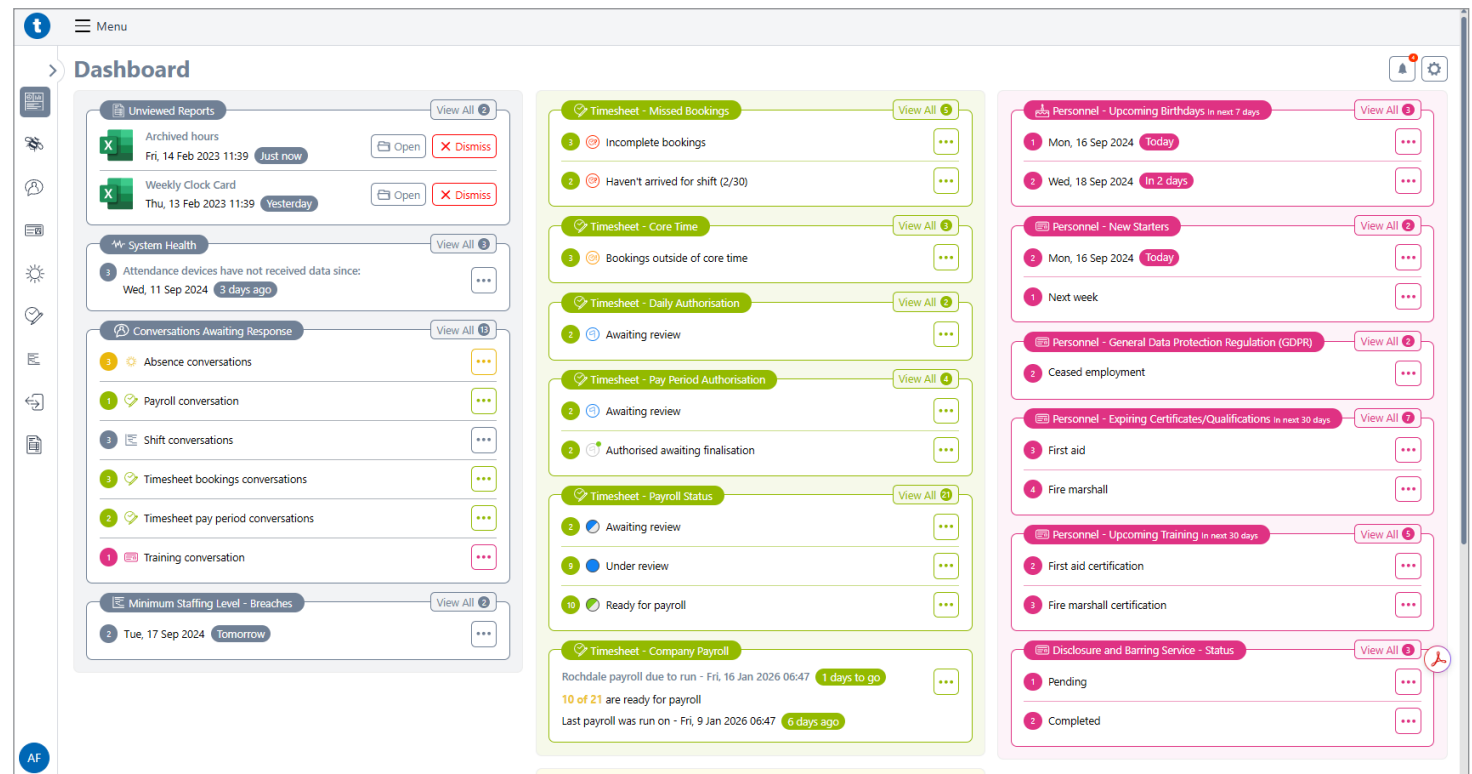 t
Menu
Dashboard
4
Unviewed Reports
View All 2
Archived hours
Fri, 14 Feb 2023 11:39 Just now
Open
Dismiss
Weekly Clock Card
Thu, 13 Feb 2023 11:39 Yesterday
Open
Dismiss
System Health
View All 3
3 Attendance devices have not received data since:
Wed, 11 Sep 2024 3 days ago
Conversations Awaiting Response
View All 13
3 Absence conversations
1 Payroll conversation
3 Shift conversations
3 Timesheet bookings conversations
2 Timesheet pay period conversations
1 Training conversation
Minimum Staffing Level - Breaches
View All 2
2 Tue, 17 Sep 2024 Tomorrow
Timesheet - Missed Bookings
View All 5
3 Incomplete bookings
2 Haven't arrived for shift (2/30)
Timesheet - Core Time
View All 3
3 Bookings outside of core time
Timesheet - Daily Authorisation
View All 2
2 Awaiting review
Timesheet - Pay Period Authorisation
View All 4
2 Awaiting review
2 Authorised awaiting finalisation
Timesheet - Payroll Status
View All 21
2 Awaiting review
9 Under review
10 Ready for payroll
Timesheet - Company Payroll
Rochdale payroll due to run - Fri, 16 Jan 2026 06:47 1 days to go
10 of 21 are ready for payroll
Last payroll was run on - Fri, 9 Jan 2026 06:47 6 days ago
Personnel - Upcoming Birthdays In next 7 days
View All 3
1 Mon, 16 Sep 2024 Today
2 Wed, 18 Sep 2024 In 2 days
Personnel - New Starters
View All 2
2 Mon, 16 Sep 2024 Today
1 Next week
Personnel - General Data Protection Regulation (GDPR)
View All 2
2 Ceased employment
Personnel - Expiring Certificates/Qualifications In next 30 days
View All 7
3 First aid
4 Fire marshall
Personnel - Upcoming Training In next 30 days
View All 5
2 First aid certification
3 Fire marshall certification
Disclosure and Barring Service - Status
View All 3
1 Pending
2 Completed
AF